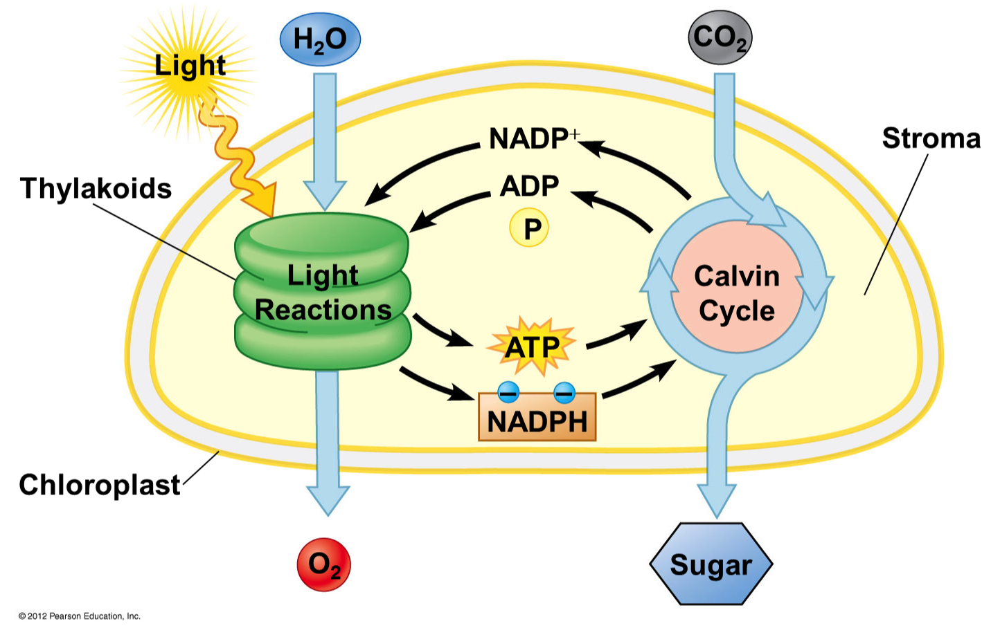 Light
H₂O
CO₂
NADP⁺
Stroma
Thylakoids
ADP
P
Light
Reactions
Calvin
Cycle
ATP
− −
NADPH
Chloroplast
O₂
Sugar
© 2012 Pearson Education, Inc.